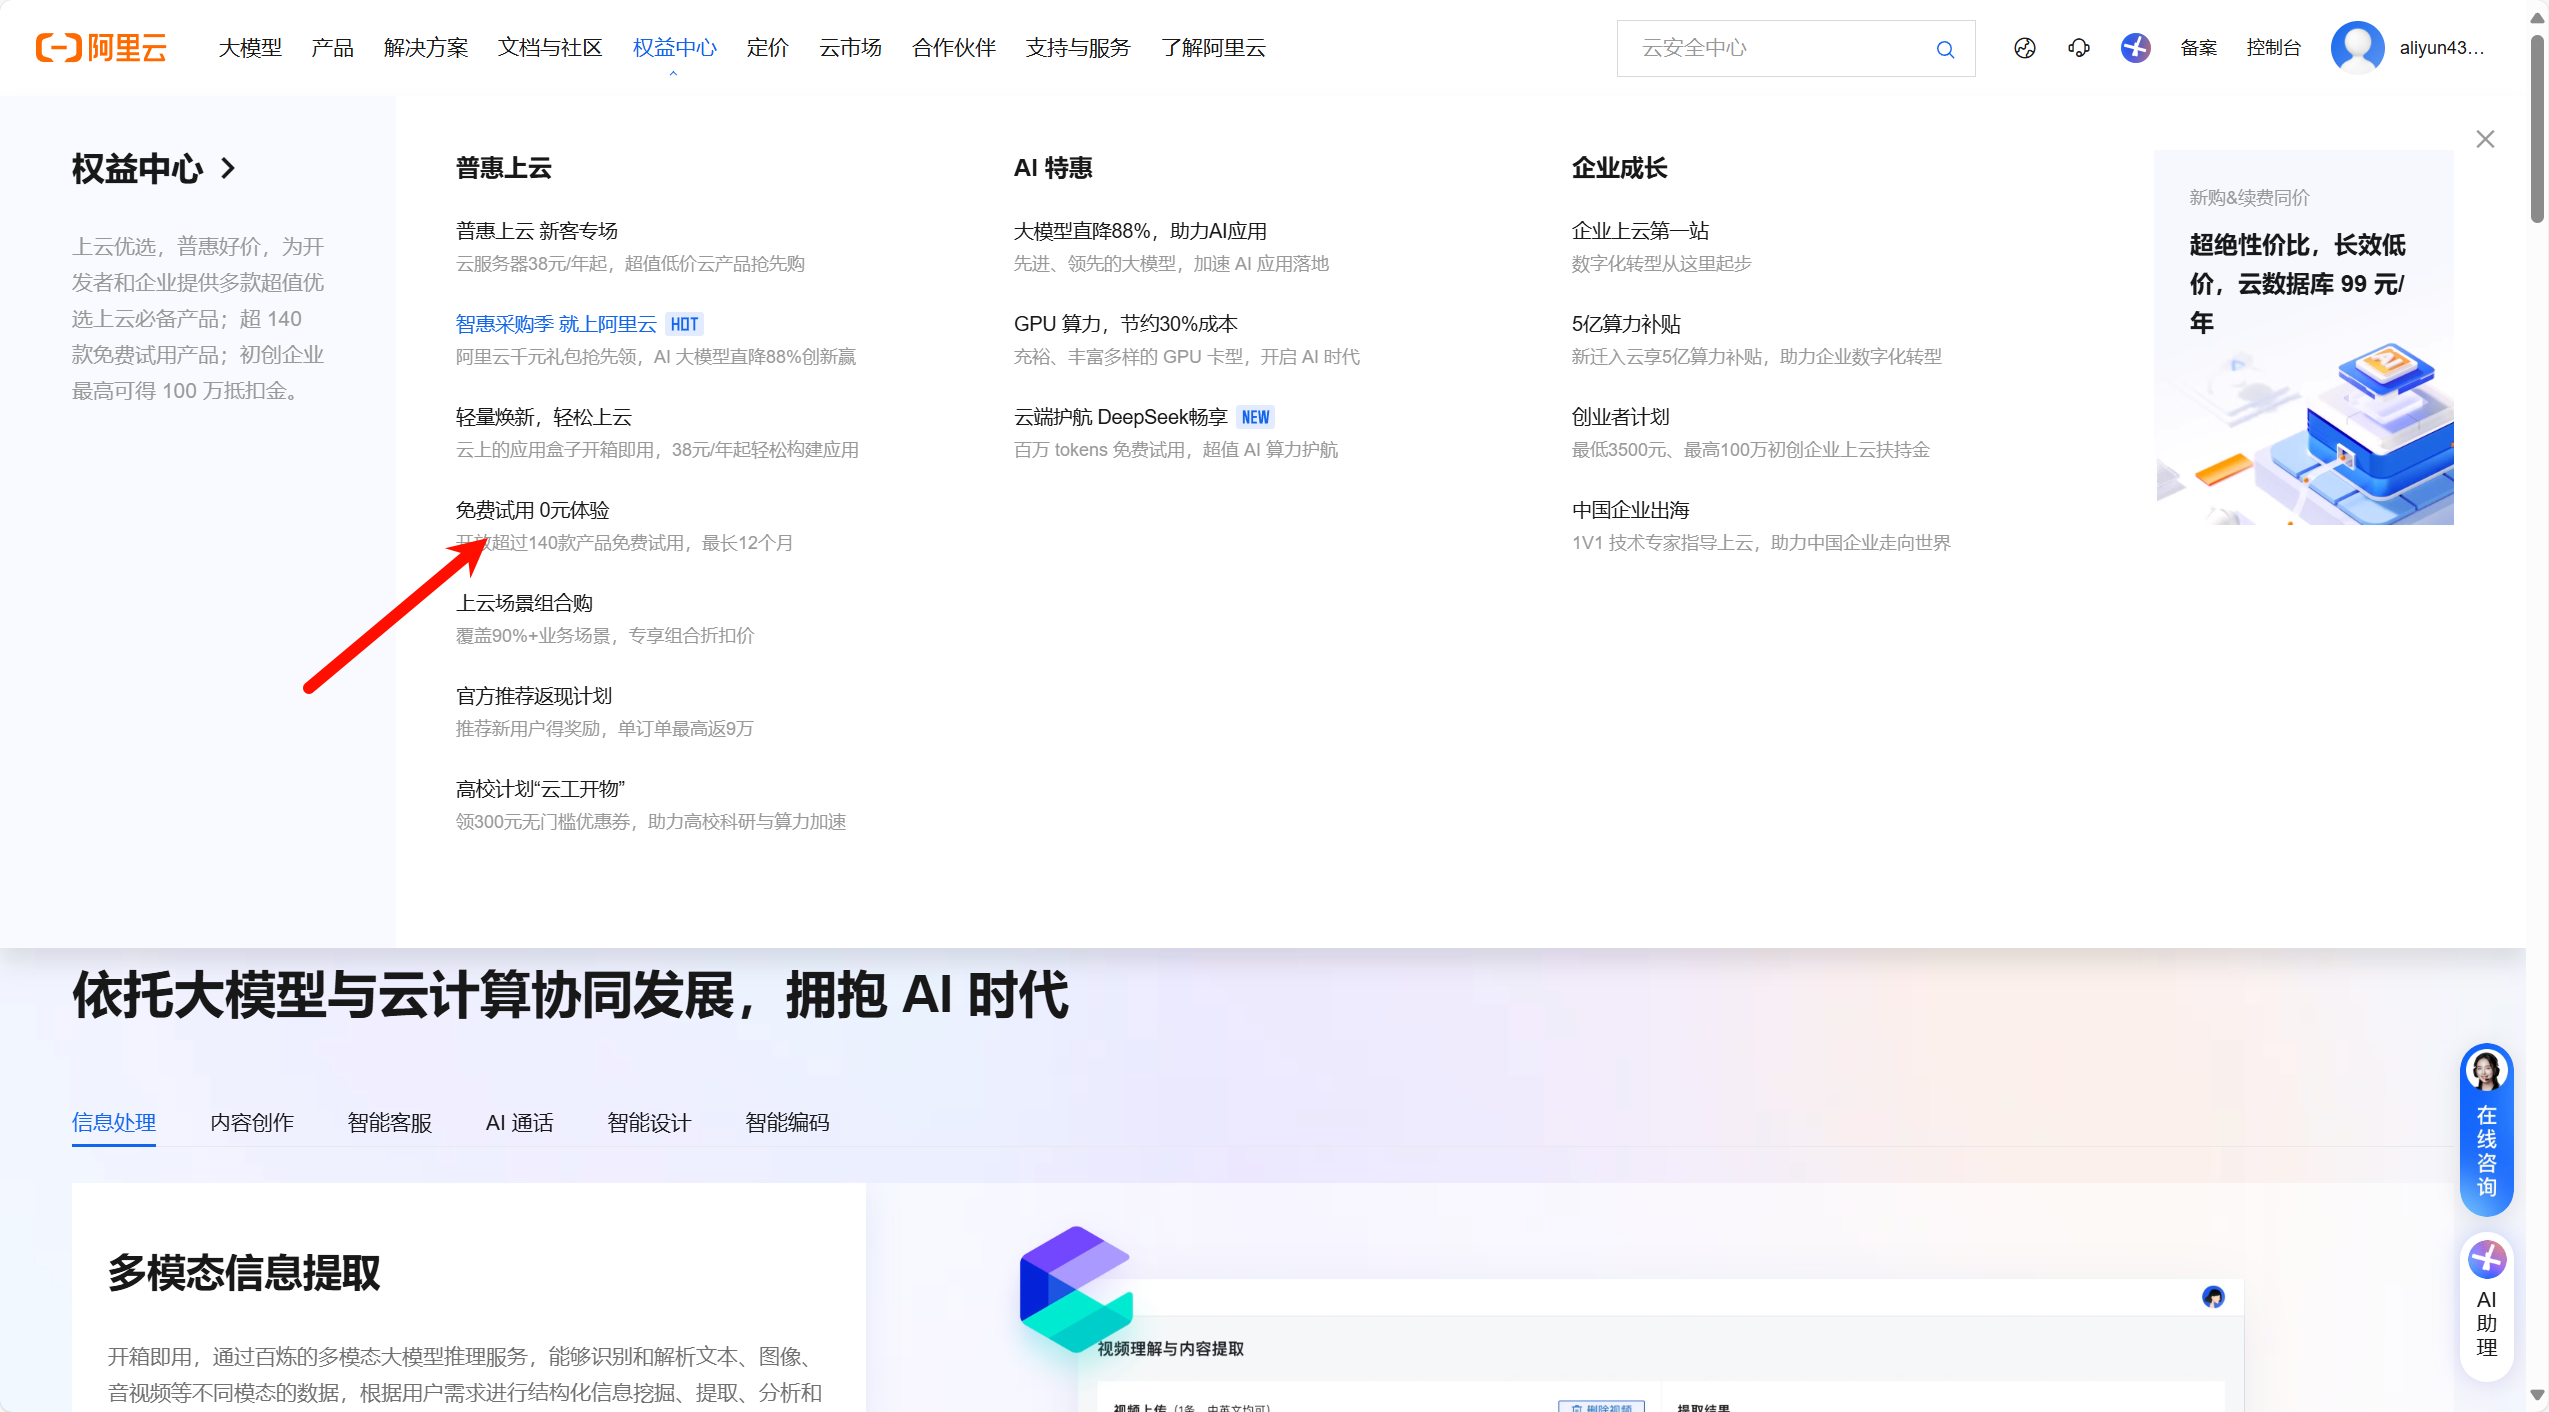 阿里云
大模型
产品
解决方案
文档与社区
权益中心
定价
云市场
合作伙伴
支持与服务
了解阿里云
云安全中心
备案
控制台
aliyun43...
权益中心
上云优选，普惠好价，为开
发者和企业提供多款超值优
选上云必备产品；超 140
款免费试用产品；初创企业
最高可得 100 万抵扣金。
普惠上云
普惠上云 新客专场
云服务器38元/年起，超值低价云产品抢先购
智惠采购季 就上阿里云 HOT
阿里云千元礼包抢先领，AI 大模型直降88%创新赢
轻量焕新，轻松上云
云上的应用盒子开箱即用，38元/年起轻松构建应用
免费试用 0元体验
开放超过140款产品免费试用，最长12个月
上云场景组合购
覆盖90%+业务场景，专享组合折扣价
官方推荐返现计划
推荐新用户得奖励，单订单最高返9万
高校计划“云工开物”
领300元无门槛优惠券，助力高校科研与算力加速
AI 特惠
大模型直降88%，助力AI应用
先进、领先的大模型，加速 AI 应用落地
GPU 算力，节约30%成本
充裕、丰富多样的 GPU 卡型，开启 AI 时代
云端护航 DeepSeek畅享 NEW
百万 tokens 免费试用，超值 AI 算力护航
企业成长
企业上云第一站
数字化转型从这里起步
5亿算力补贴
新迁入云享5亿算力补贴，助力企业数字化转型
创业者计划
最低3500元、最高100万初创企业上云扶持金
中国企业出海
1V1 技术专家指导上云，助力中国企业走向世界
新购&续费同价
超绝性价比，长效低
价，云数据库 99 元/
年
AI
依托大模型与云计算协同发展，拥抱 AI 时代
信息处理
内容创作
智能客服
AI 通话
智能设计
智能编码
多模态信息提取
开箱即用，通过百炼的多模态大模型推理服务，能够识别和解析文本、图像、
音视频等不同模态的数据，根据用户需求进行结构化信息挖掘、提取、分析和
视频理解与内容提取
视频上传（1条，中英文均可）
删除视频
提取结果
在线咨询
AI
助
理